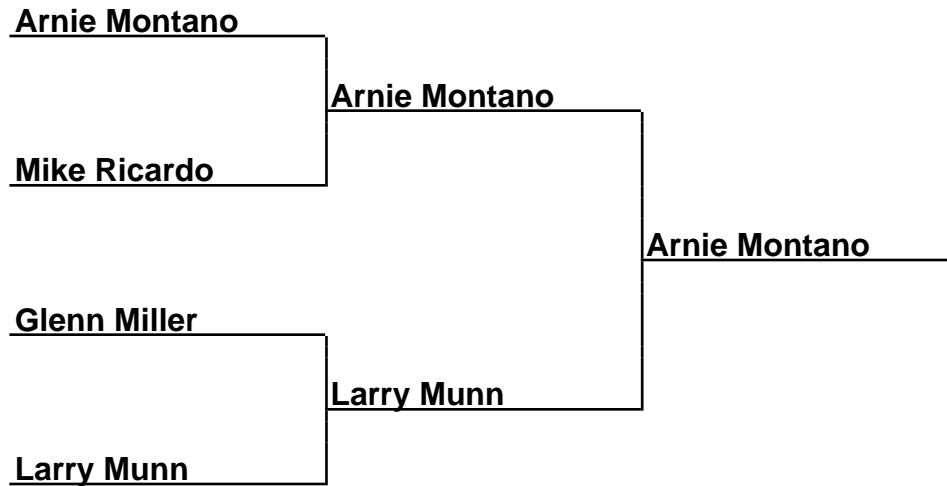 Arnie Montano
Arnie Montano
Mike Ricardo
Arnie Montano
Glenn Miller
Larry Munn
Larry Munn